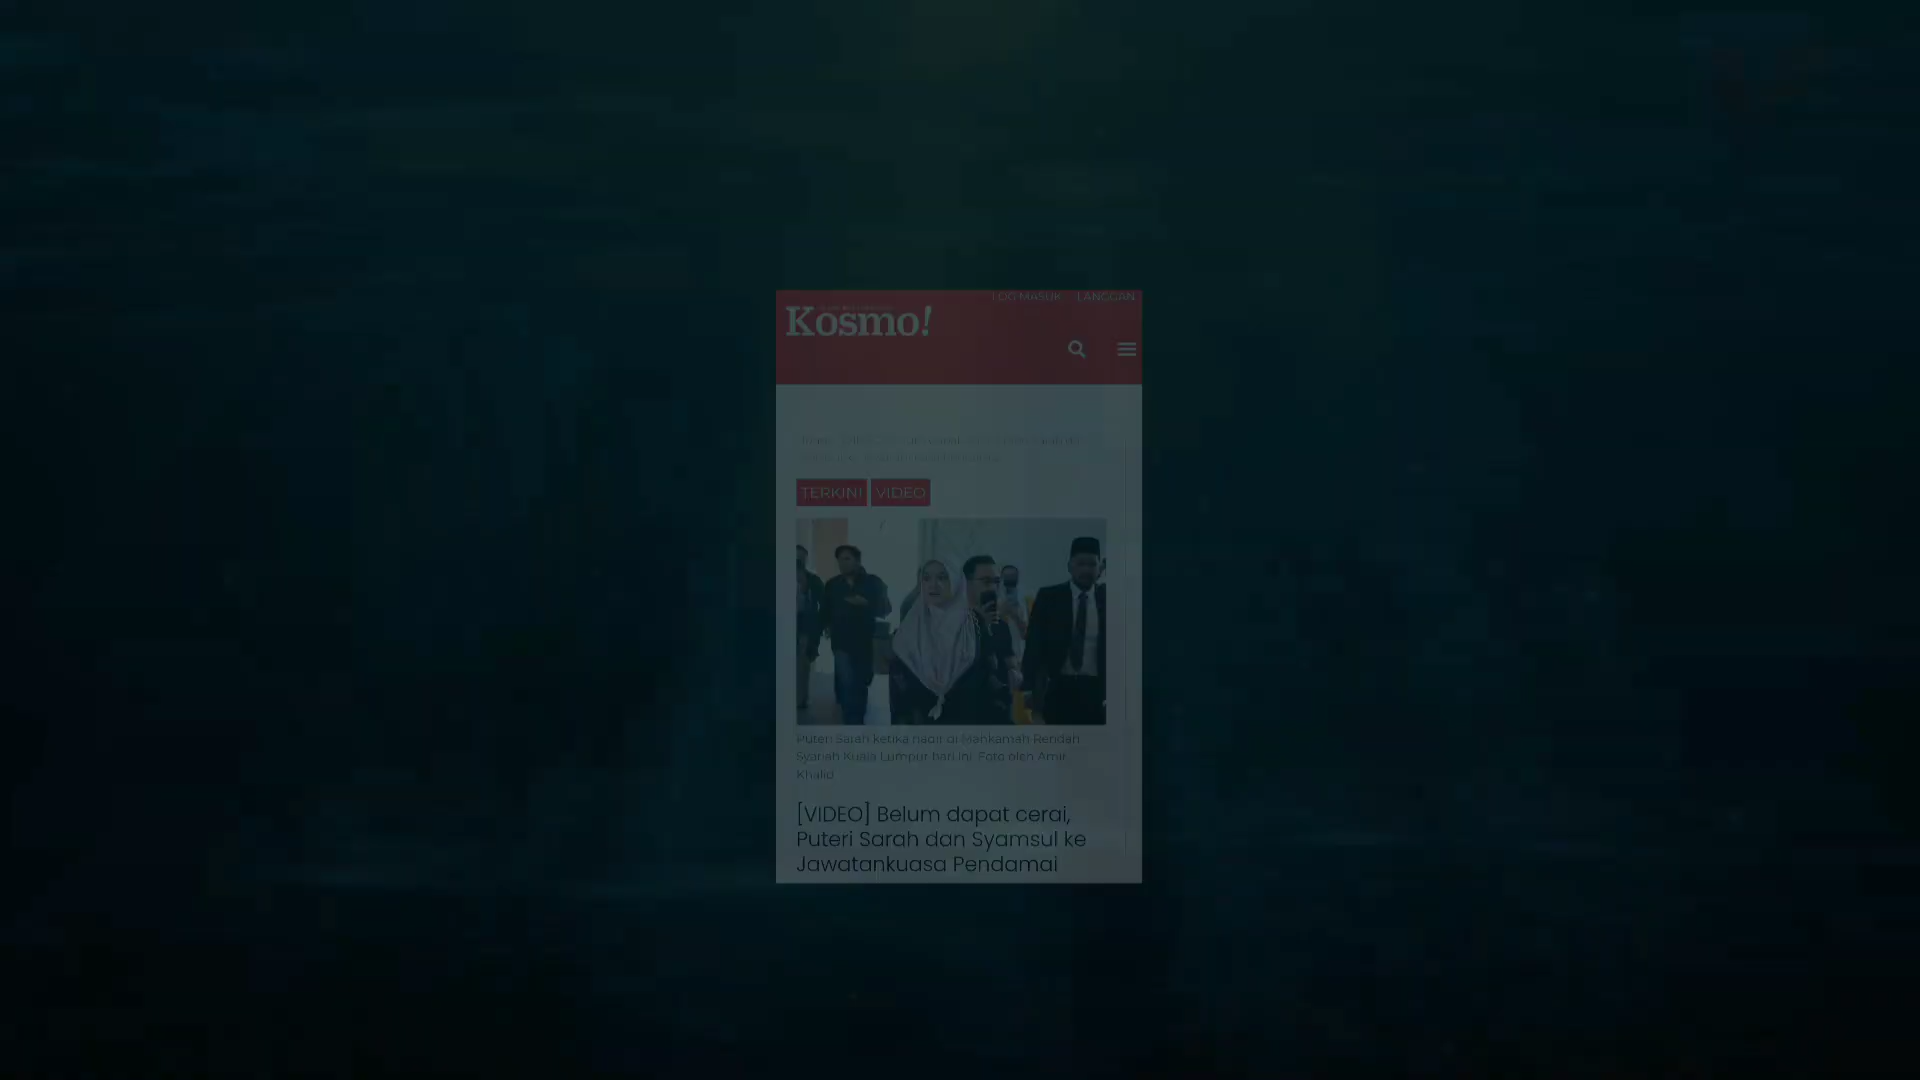 LOG MASUK LANGGAN
Kosmo!
TERKINI VIDEO
Puteri Sarah ketika hadir di Mahkamah Rendah
Syariah Kuala Lumpur hari ini. Foto oleh Amir
Khalid
[VIDEO] Belum dapat cerai,
Puteri Sarah dan Syamsul ke
Jawatankuasa Pendamai